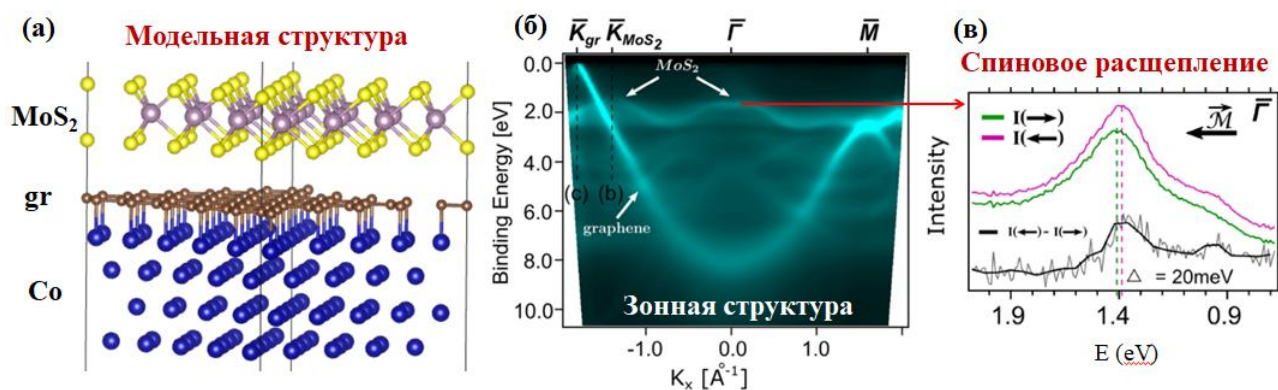 (а)
Модельная структура
MoS₂
gr
Co
(б)
K̄gr K̄MoS₂ Γ̄ M̄
MoS₂
0.0
2.0
4.0
6.0
8.0
10.0
Binding Energy [eV]
(c) (b)
graphene
Зонная структура
-1.0 0.0 1.0
Kₓ [Å⁻¹]
(в)
Спиновое расщепление
I(→)
I(←)
M⃗ Γ̄
I(←) - I(→)
△ = 20meV
Intensity
1.9 1.4 0.9
E (eV)